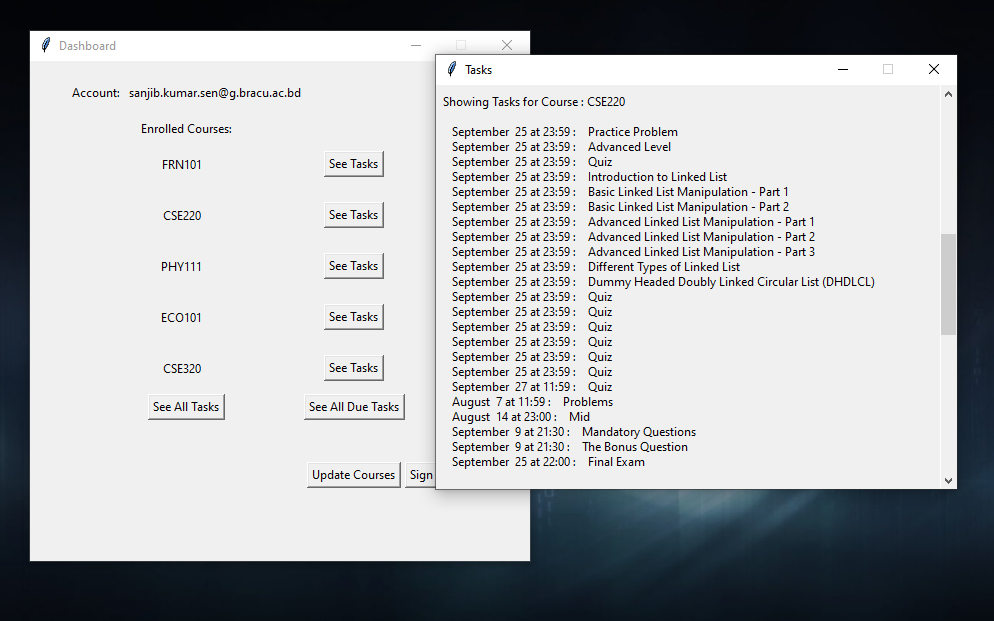 Dashboard
Account: sanjib.kumar.sen@g.bracu.ac.bd
Enrolled Courses:
FRN101 See Tasks
CSE220 See Tasks
PHY111 See Tasks
ECO101 See Tasks
CSE320 See Tasks
See All Tasks See All Due Tasks
Update Courses Sign
Tasks
Showing Tasks for Course : CSE220
September 25 at 23:59 : Practice Problem
September 25 at 23:59 : Advanced Level
September 25 at 23:59 : Quiz
September 25 at 23:59 : Introduction to Linked List
September 25 at 23:59 : Basic Linked List Manipulation - Part 1
September 25 at 23:59 : Basic Linked List Manipulation - Part 2
September 25 at 23:59 : Advanced Linked List Manipulation - Part 1
September 25 at 23:59 : Advanced Linked List Manipulation - Part 2
September 25 at 23:59 : Advanced Linked List Manipulation - Part 3
September 25 at 23:59 : Different Types of Linked List
September 25 at 23:59 : Dummy Headed Doubly Linked Circular List (DHDLCL)
September 25 at 23:59 : Quiz
September 25 at 23:59 : Quiz
September 25 at 23:59 : Quiz
September 25 at 23:59 : Quiz
September 25 at 23:59 : Quiz
September 25 at 23:59 : Quiz
September 27 at 11:59 : Quiz
August 7 at 11:59 : Problems
August 14 at 23:00 : Mid
September 9 at 21:30 : Mandatory Questions
September 9 at 21:30 : The Bonus Question
September 25 at 22:00 : Final Exam